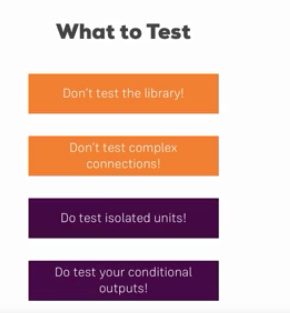 What to Test
Don't test the library!
Don't test complex
connections!
Do test isolated units!
Do test your conditional
outputs!